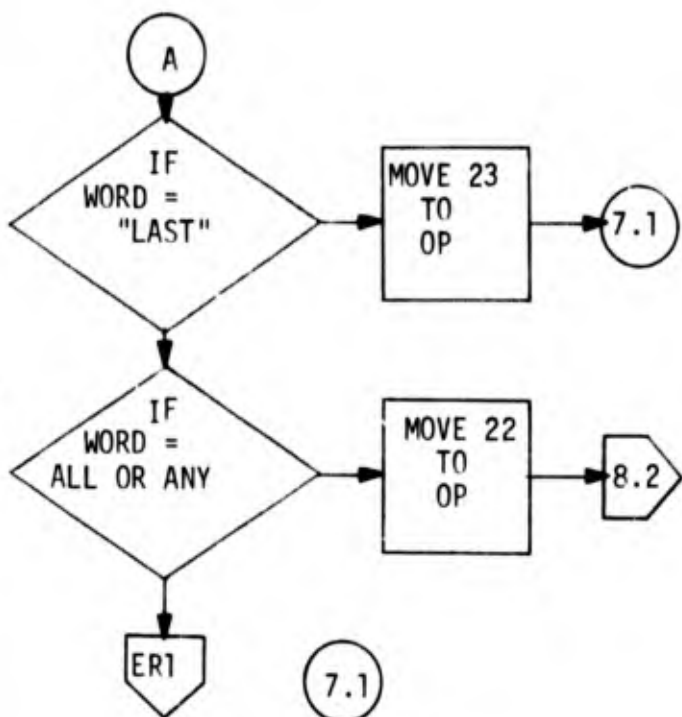 A
IF
WORD =
"LAST"
MOVE 23
TO
OP
7.1
IF
WORD =
ALL OR ANY
MOVE 22
TO
OP
8.2
ER1
7.1